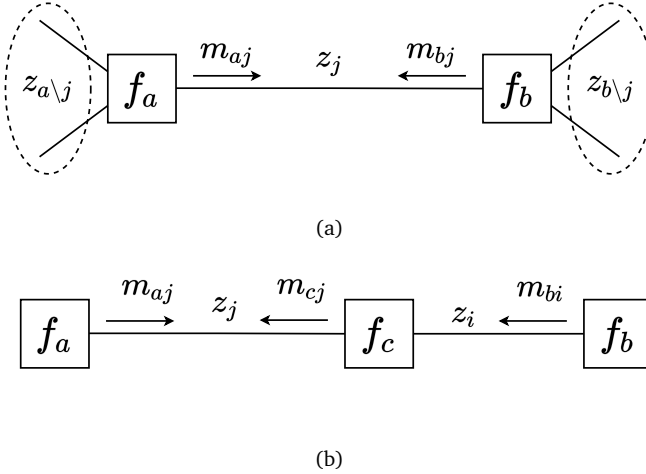 m_{aj} z_j m_{bj}
z_{a\j} f_a f_b z_{b\j}
(a)
m_{aj} z_j m_{cj} z_i m_{bi}
f_a f_c f_b
(b)